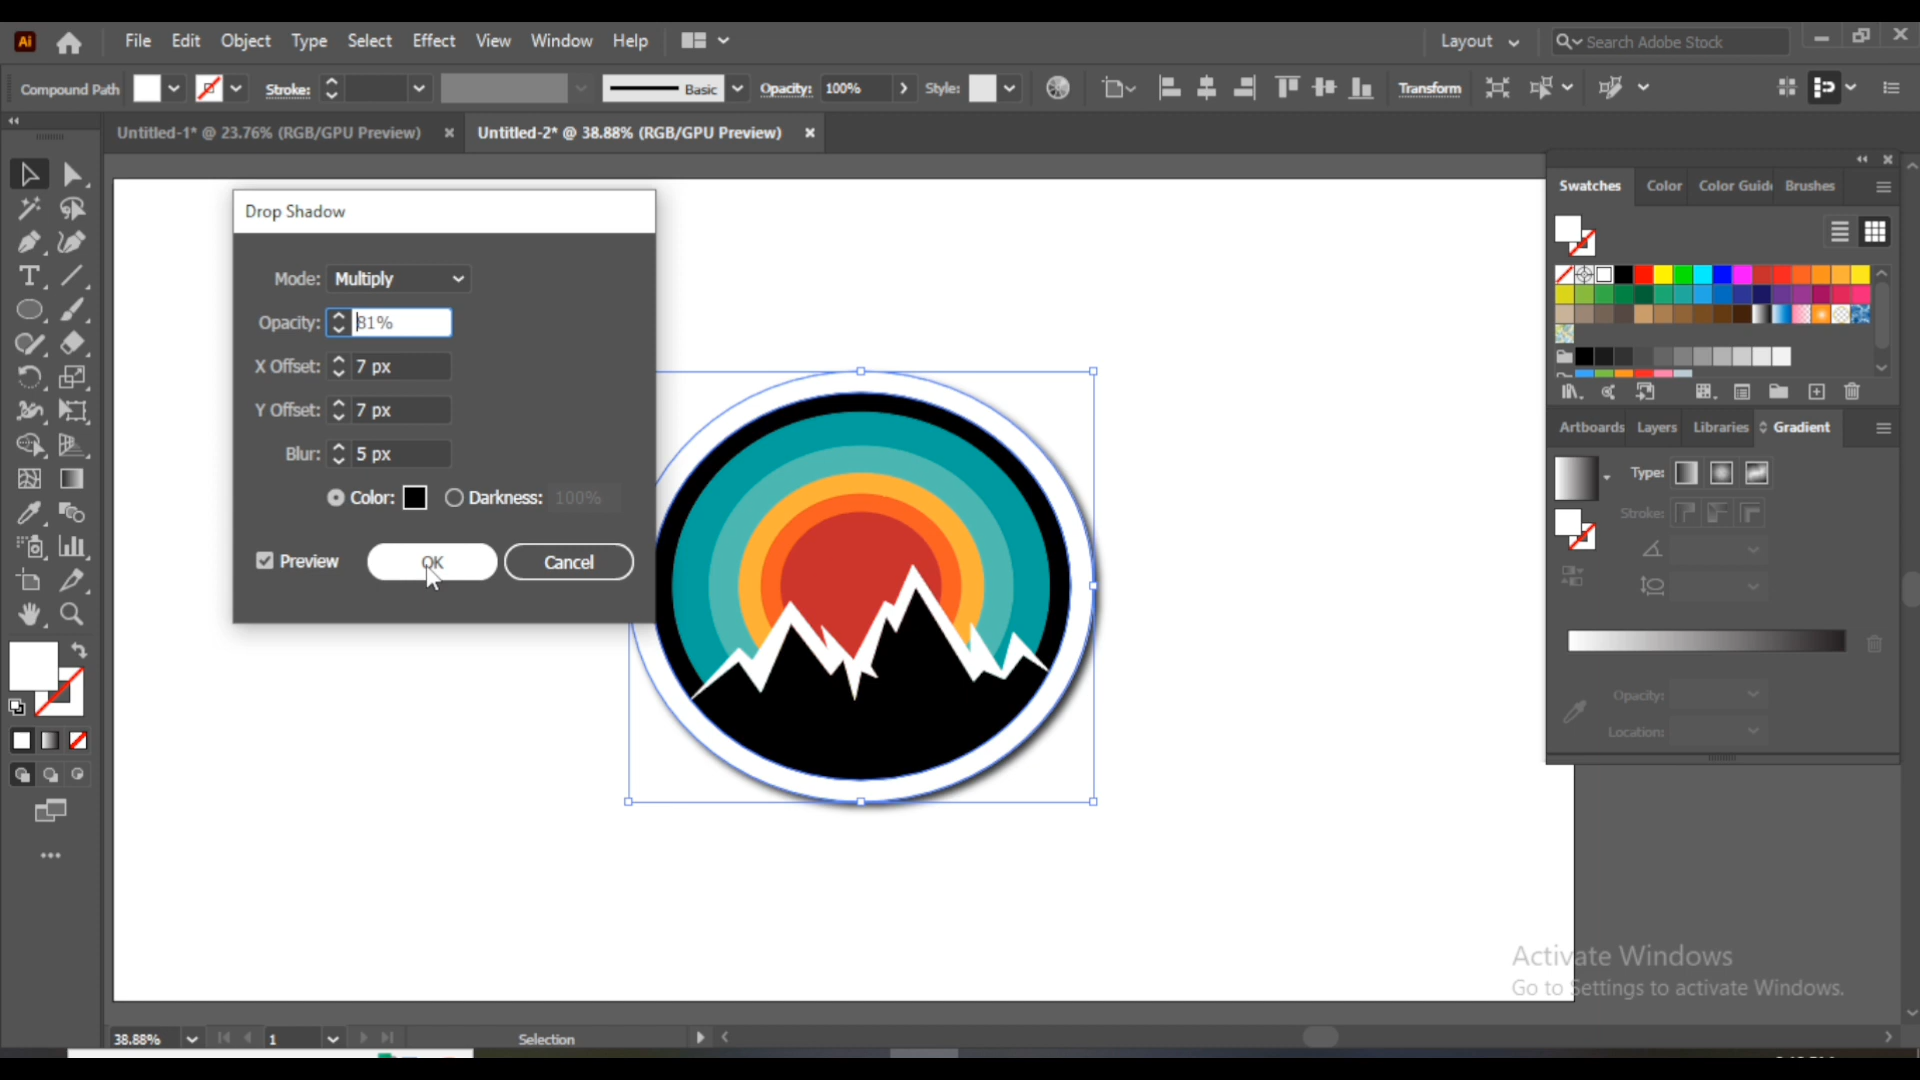 Ai File Edit Object Type Select Effect View Window Help Layout Search Adobe Stock
Compound Path Stroke: Basic Opacity: 100% Style: Transform
Untitled-1* @ 23.76% (RGB/GPU Preview) × Untitled-2* @ 38.88% (RGB/GPU Preview) ×
Drop Shadow
Mode: Multiply
Opacity: 81%
X Offset: 7 px
Y Offset: 7 px
Blur: 5 px
Color: Darkness: 100%
Preview OK Cancel
Swatches Color Color Guid Brushes
Artboards Layers Libraries Gradient
Type:
Stroke:
Opacity:
Location:
Activate Windows
Go to Settings to activate Windows.
38.88% 1 Selection